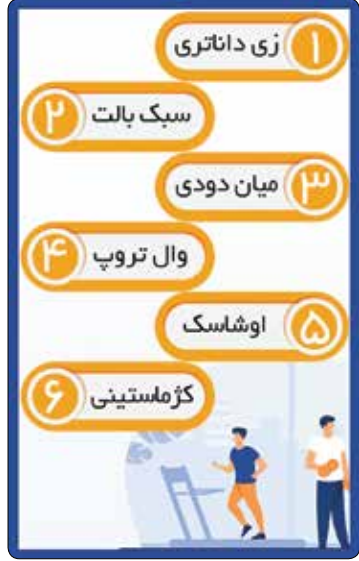 ۱ زی داناتری
۲ سبک بالت
۳ میان دودی
۴ وال تروپ
۵ اوشاسک
۶ کژماستینی